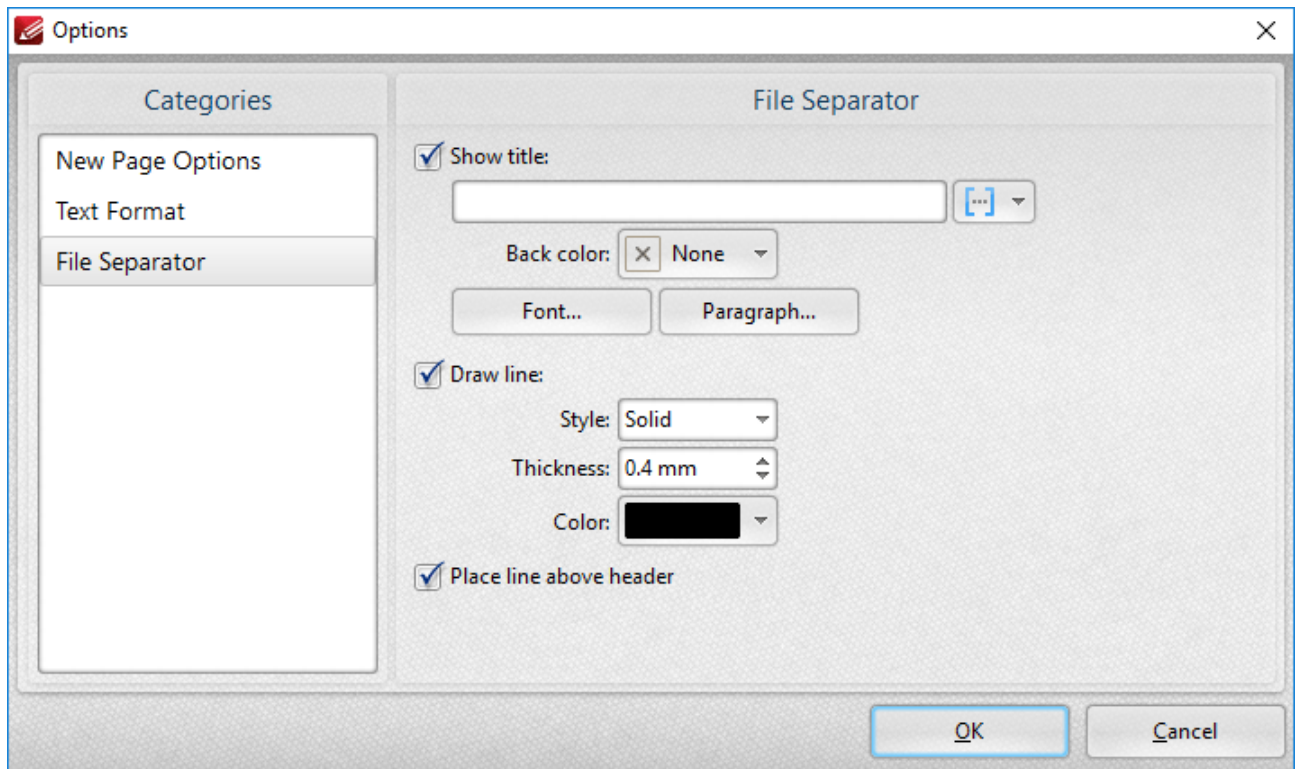 Options
Categories
File Separator
New Page Options
Text Format
File Separator
Show title:
Back color: None
Font... Paragraph...
Draw line:
Style: Solid
Thickness: 0.4 mm
Color:
Place line above header
OK Cancel